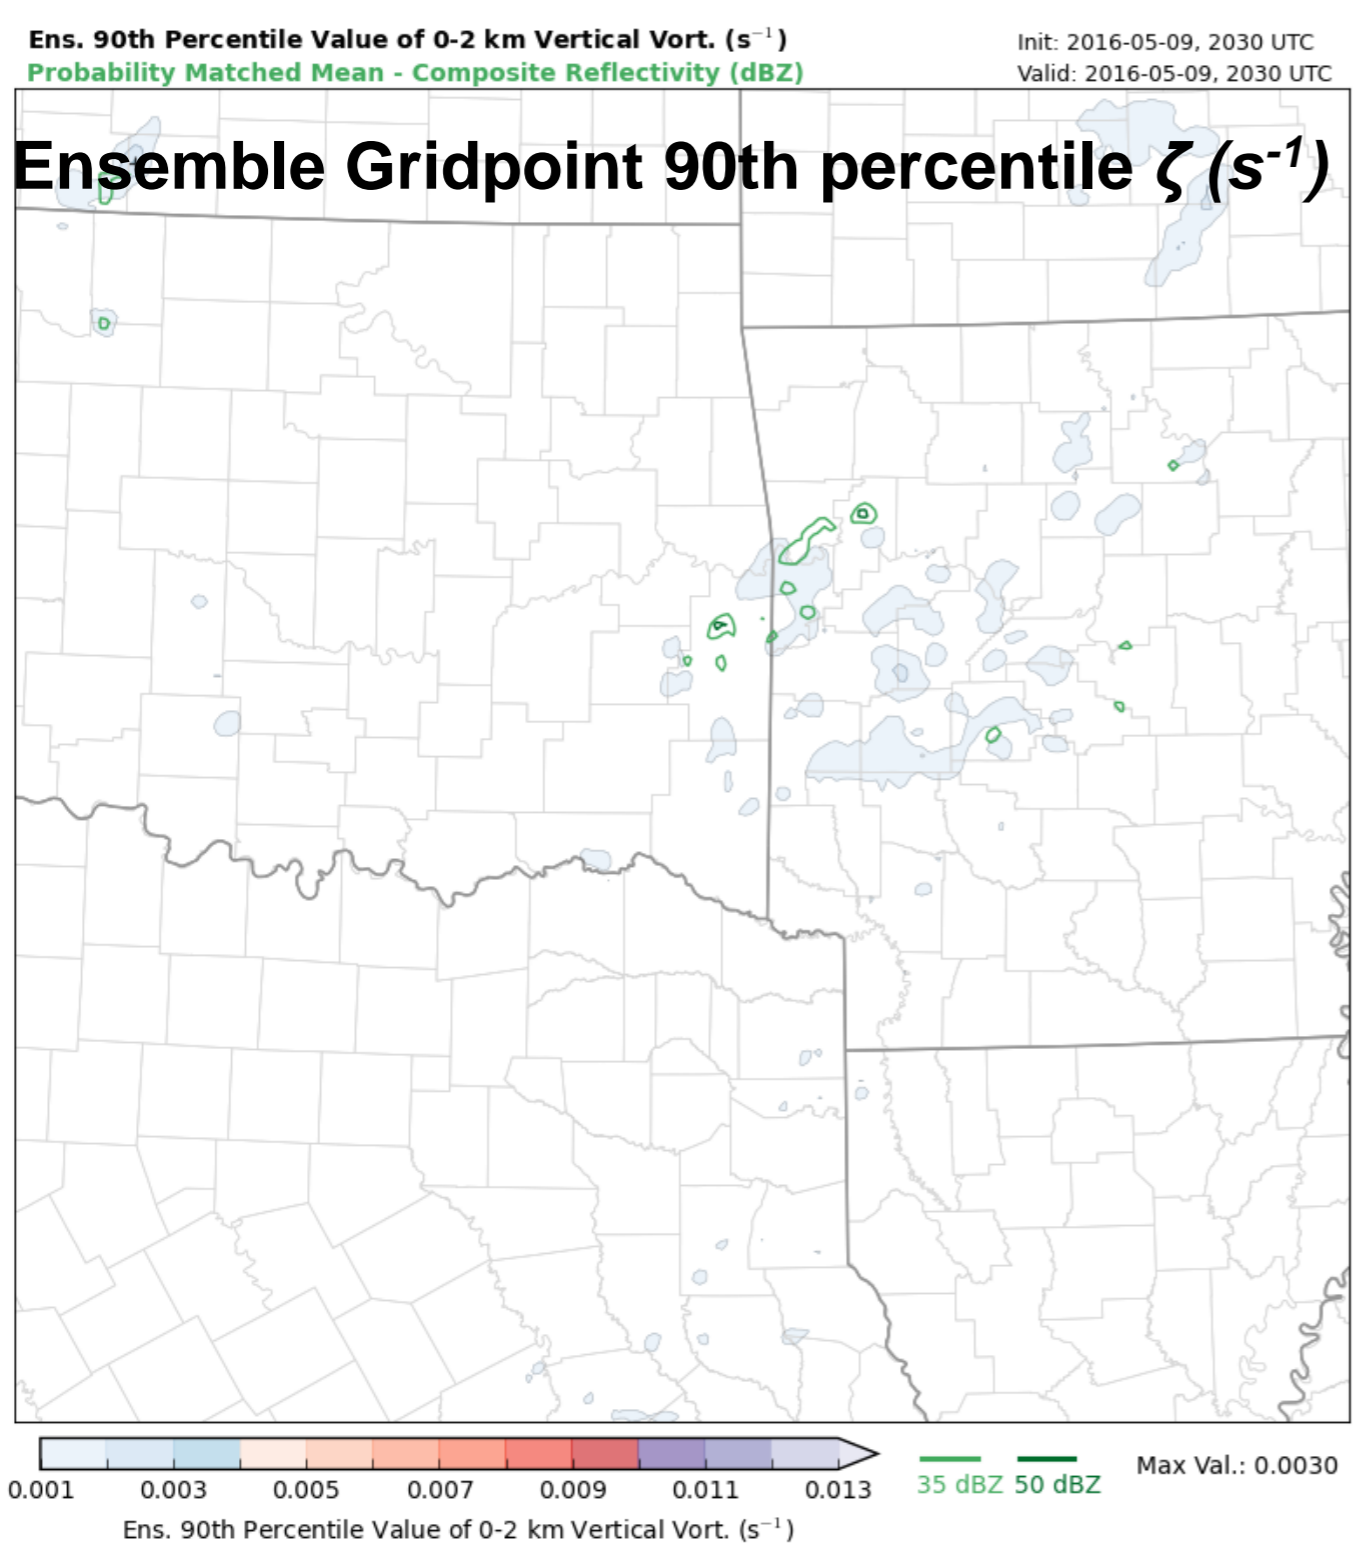 Ens. 90th Percentile Value of 0-2 km Vertical Vort. (s⁻¹)
Init: 2016-05-09, 2030 UTC
Probability Matched Mean - Composite Reflectivity (dBZ)
Valid: 2016-05-09, 2030 UTC
Ensemble Gridpoint 90th percentile ζ (s⁻¹)
0.001 0.003 0.005 0.007 0.009 0.011 0.013
35 dBZ 50 dBZ
Max Val.: 0.0030
Ens. 90th Percentile Value of 0-2 km Vertical Vort. (s⁻¹)